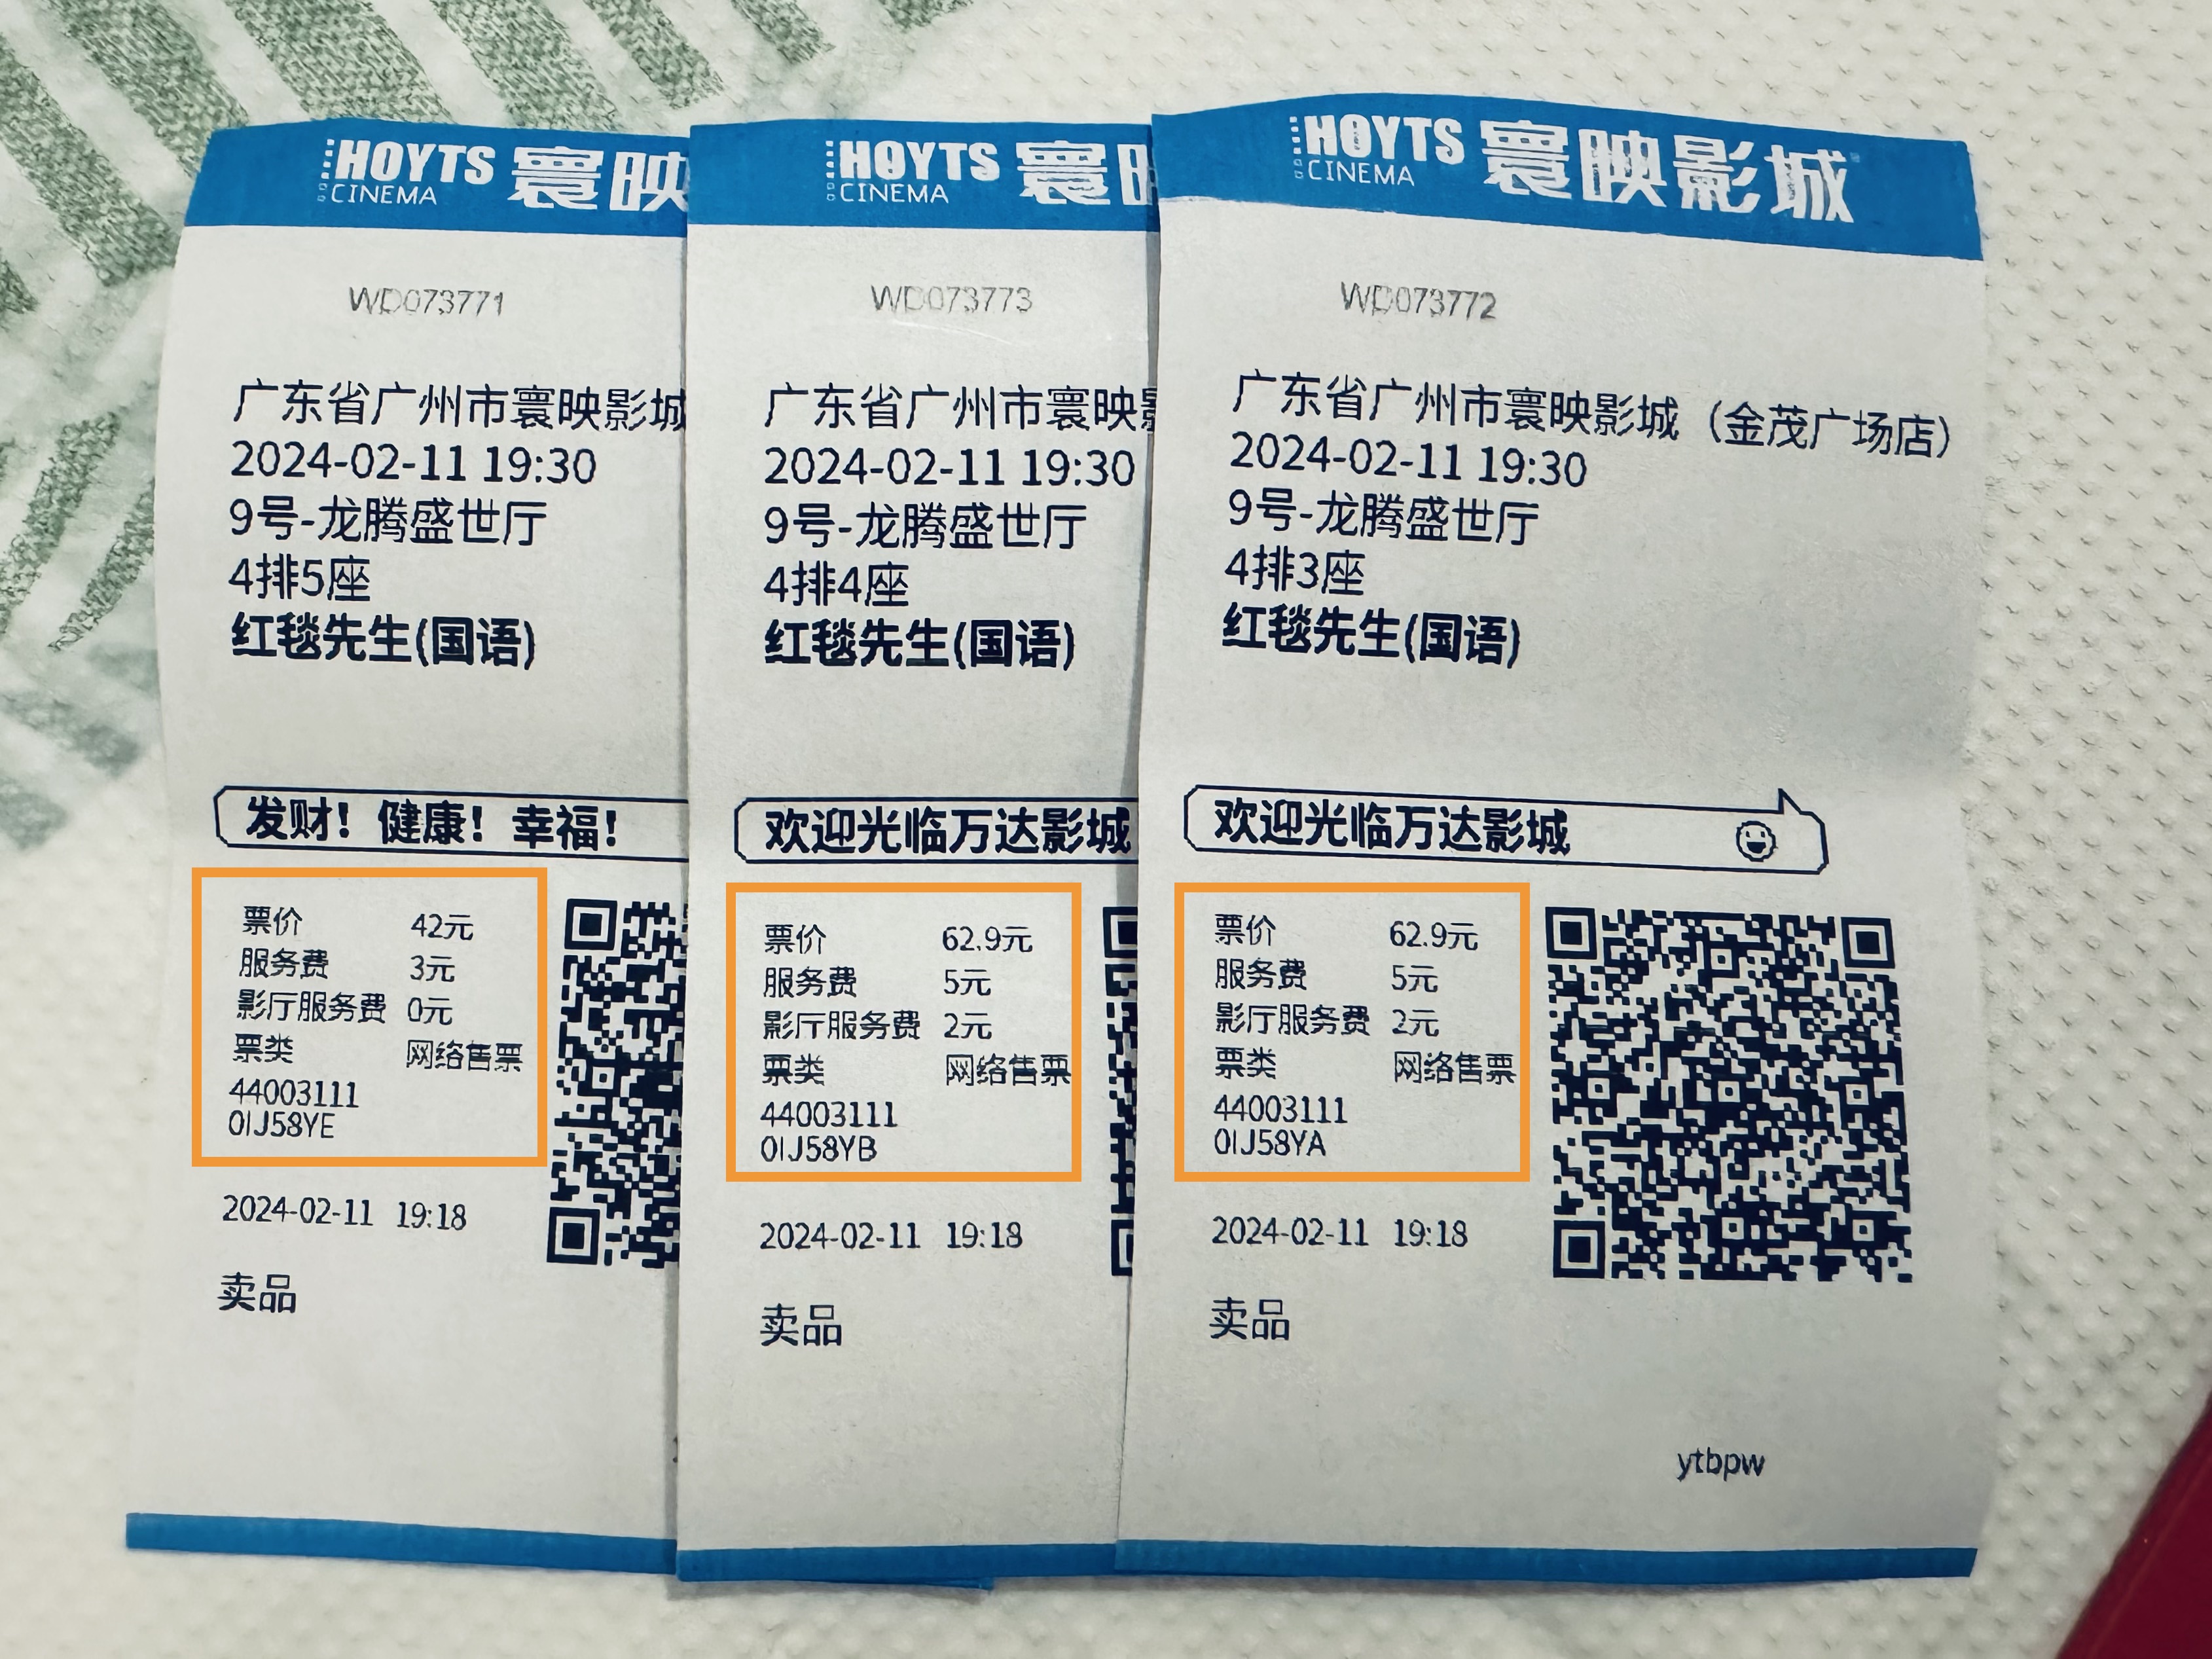 HOYTS
CINEMA
寰映
WD073771
广东省广州市寰映影城
2024-02-11 19:30
9号-龙腾盛世厅
4排5座
红毯先生(国语)
发财！健康！幸福！
票价 42元
服务费 3元
影厅服务费 0元
票类 网络售票
44003111
0IJ58YE
2024-02-11 19:18
卖品
HOYTS
CINEMA
寰
WD073773
广东省广州市寰映
2024-02-11 19:30
9号-龙腾盛世厅
4排4座
红毯先生(国语)
欢迎光临万达影城
票价 62.9元
服务费 5元
影厅服务费 2元
票类 网络售票
44003111
0IJ58YB
2024-02-11 19:18
卖品
HOYTS
CINEMA
寰映影城
WD073772
广东省广州市寰映影城（金茂广场店）
2024-02-11 19:30
9号-龙腾盛世厅
4排3座
红毯先生(国语)
欢迎光临万达影城
票价 62.9元
服务费 5元
影厅服务费 2元
票类 网络售票
44003111
0IJ58YA
2024-02-11 19:18
卖品
ytbpw